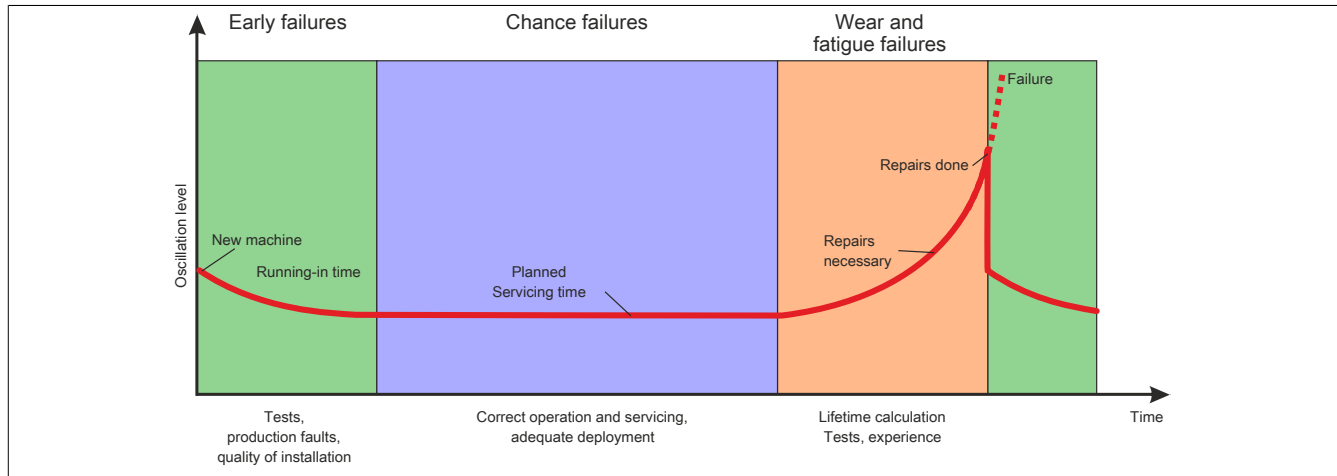 Early failures
Chance failures
Wear and
fatigue failures
Failure
Repairs done
Oscillation level
New machine
Running-in time
Planned
Servicing time
Repairs
necessary
Tests,
production faults,
quality of installation
Correct operation and servicing,
adequate deployment
Lifetime calculation
Tests, experience
Time